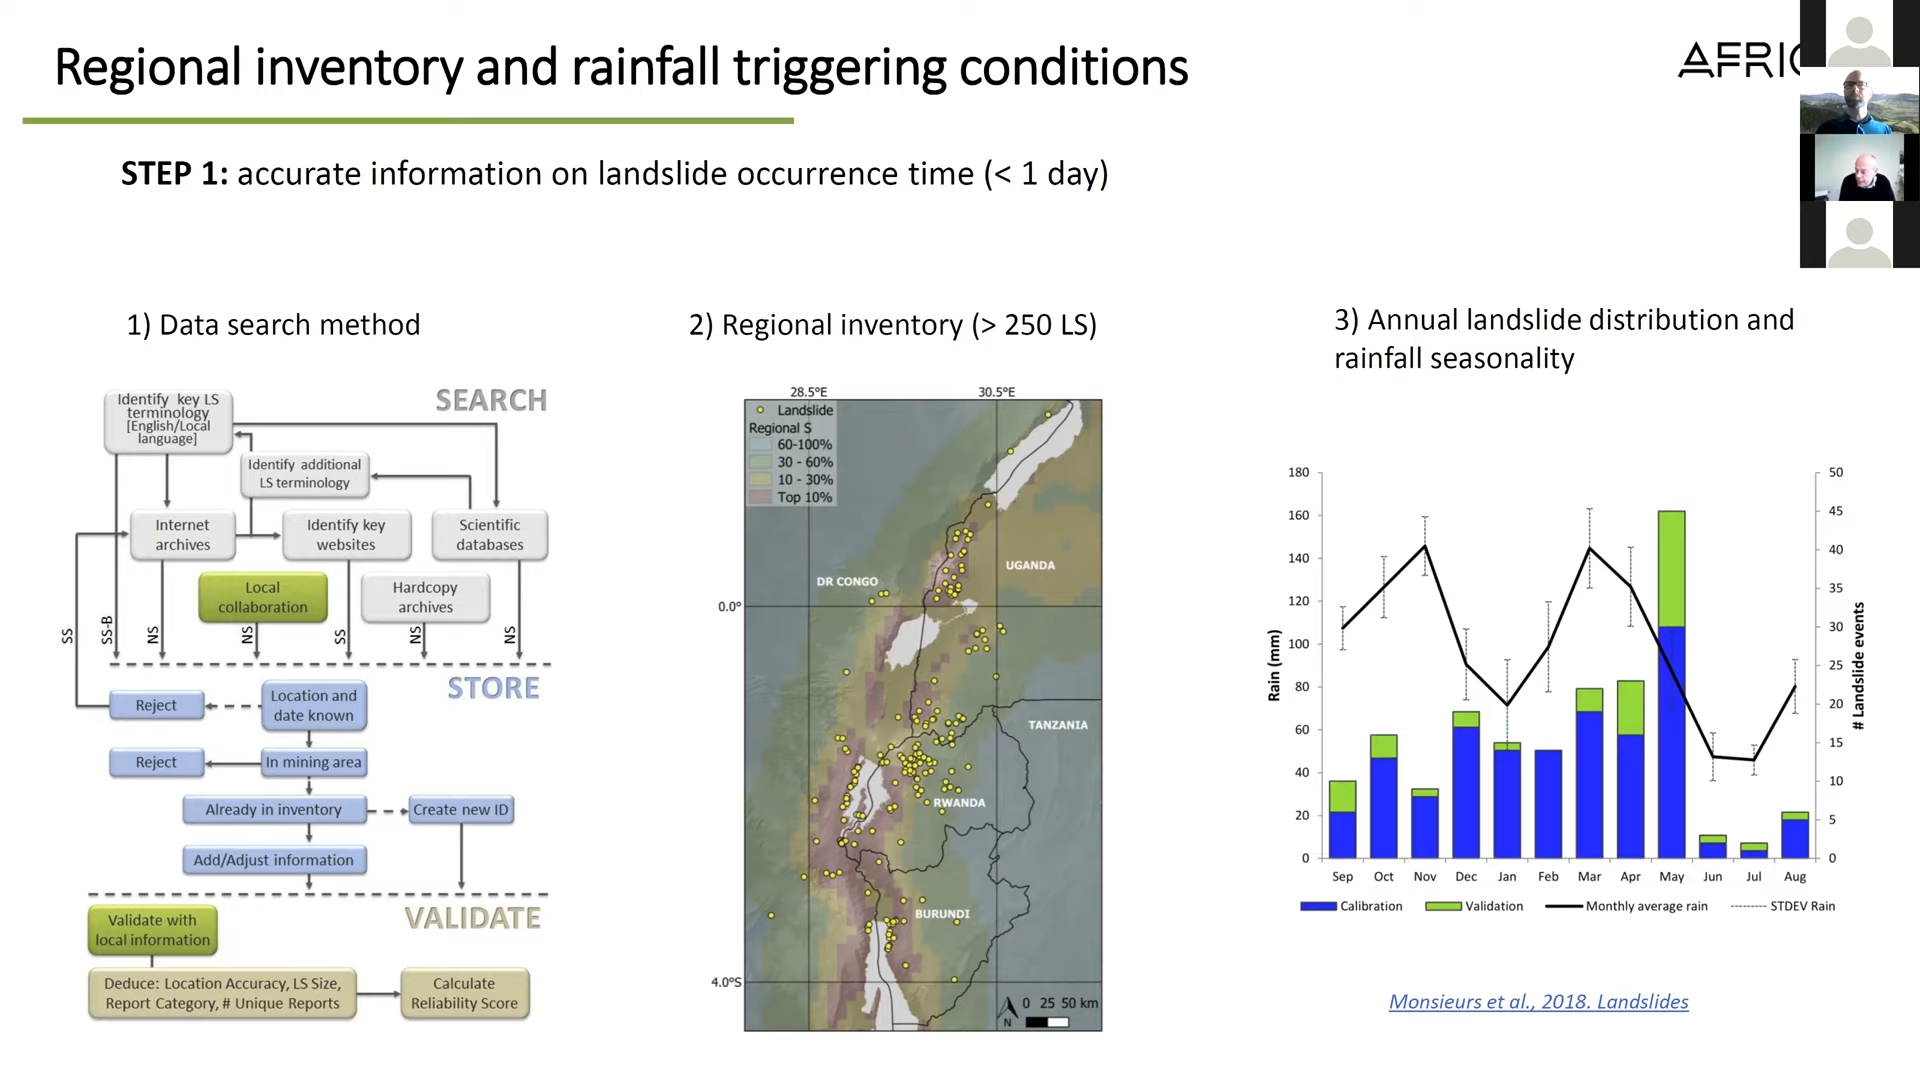 Regional inventory and rainfall triggering conditions
AFRIC
STEP 1: accurate information on landslide occurrence time (< 1 day)
1) Data search method
SEARCH
Identify key LS
terminology
[English/Local
language]
Identify additional
LS terminology
Internet
archives
Identify key
websites
Scientific
databases
Local
collaboration
Hardcopy
archives
SS
SS-B
NS
NS
SS
NS
NS
STORE
Reject
Location and
date known
Reject
In mining area
Already in inventory
Create new ID
Add/Adjust information
VALIDATE
Validate with
local information
Deduce: Location Accuracy, LS Size,
Report Category, # Unique Reports
Calculate
Reliability Score
2) Regional inventory (> 250 LS)
28.5°E
30.5°E
Landslide
Regional S
60-100%
30 - 60%
10 - 30%
Top 10%
UGANDA
DR CONGO
0.0°
TANZANIA
RWANDA
BURUNDI
4.0°S
N
0 25 50 km
3) Annual landslide distribution and
rainfall seasonality
180
160
140
120
100
80
60
40
20
0
Rain (mm)
50
45
40
35
30
25
20
15
10
5
0
# Landslide events
Sep Oct Nov Dec Jan Feb Mar Apr May Jun Jul Aug
Calibration Validation Monthly average rain STDEV Rain
Monsieurs et al., 2018. Landslides